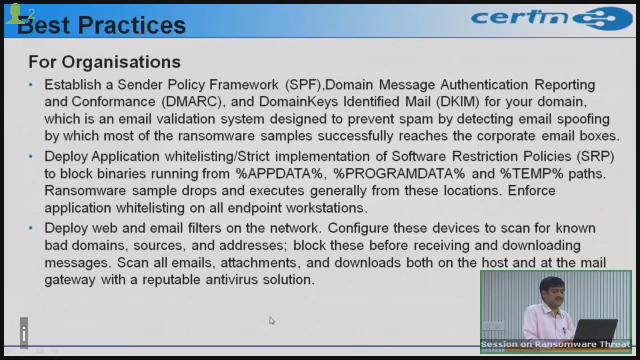 2
Best Practices
certin
For Organisations
• Establish a Sender Policy Framework (SPF),Domain Message Authentication Reporting
and Conformance (DMARC), and DomainKeys Identified Mail (DKIM) for your domain,
which is an email validation system designed to prevent spam by detecting email spoofing
by which most of the ransomware samples successfully reaches the corporate email boxes.
• Deploy Application whitelisting/Strict implementation of Software Restriction Policies (SRP)
to block binaries running from %APPDATA%, %PROGRAMDATA% and %TEMP% paths.
Ransomware sample drops and executes generally from these locations. Enforce
application whitelisting on all endpoint workstations.
• Deploy web and email filters on the network. Configure these devices to scan for known
bad domains, sources, and addresses; block these before receiving and downloading
messages. Scan all emails, attachments, and downloads both on the host and at the mail
gateway with a reputable antivirus solution.
i
Session on Ransomware Threat